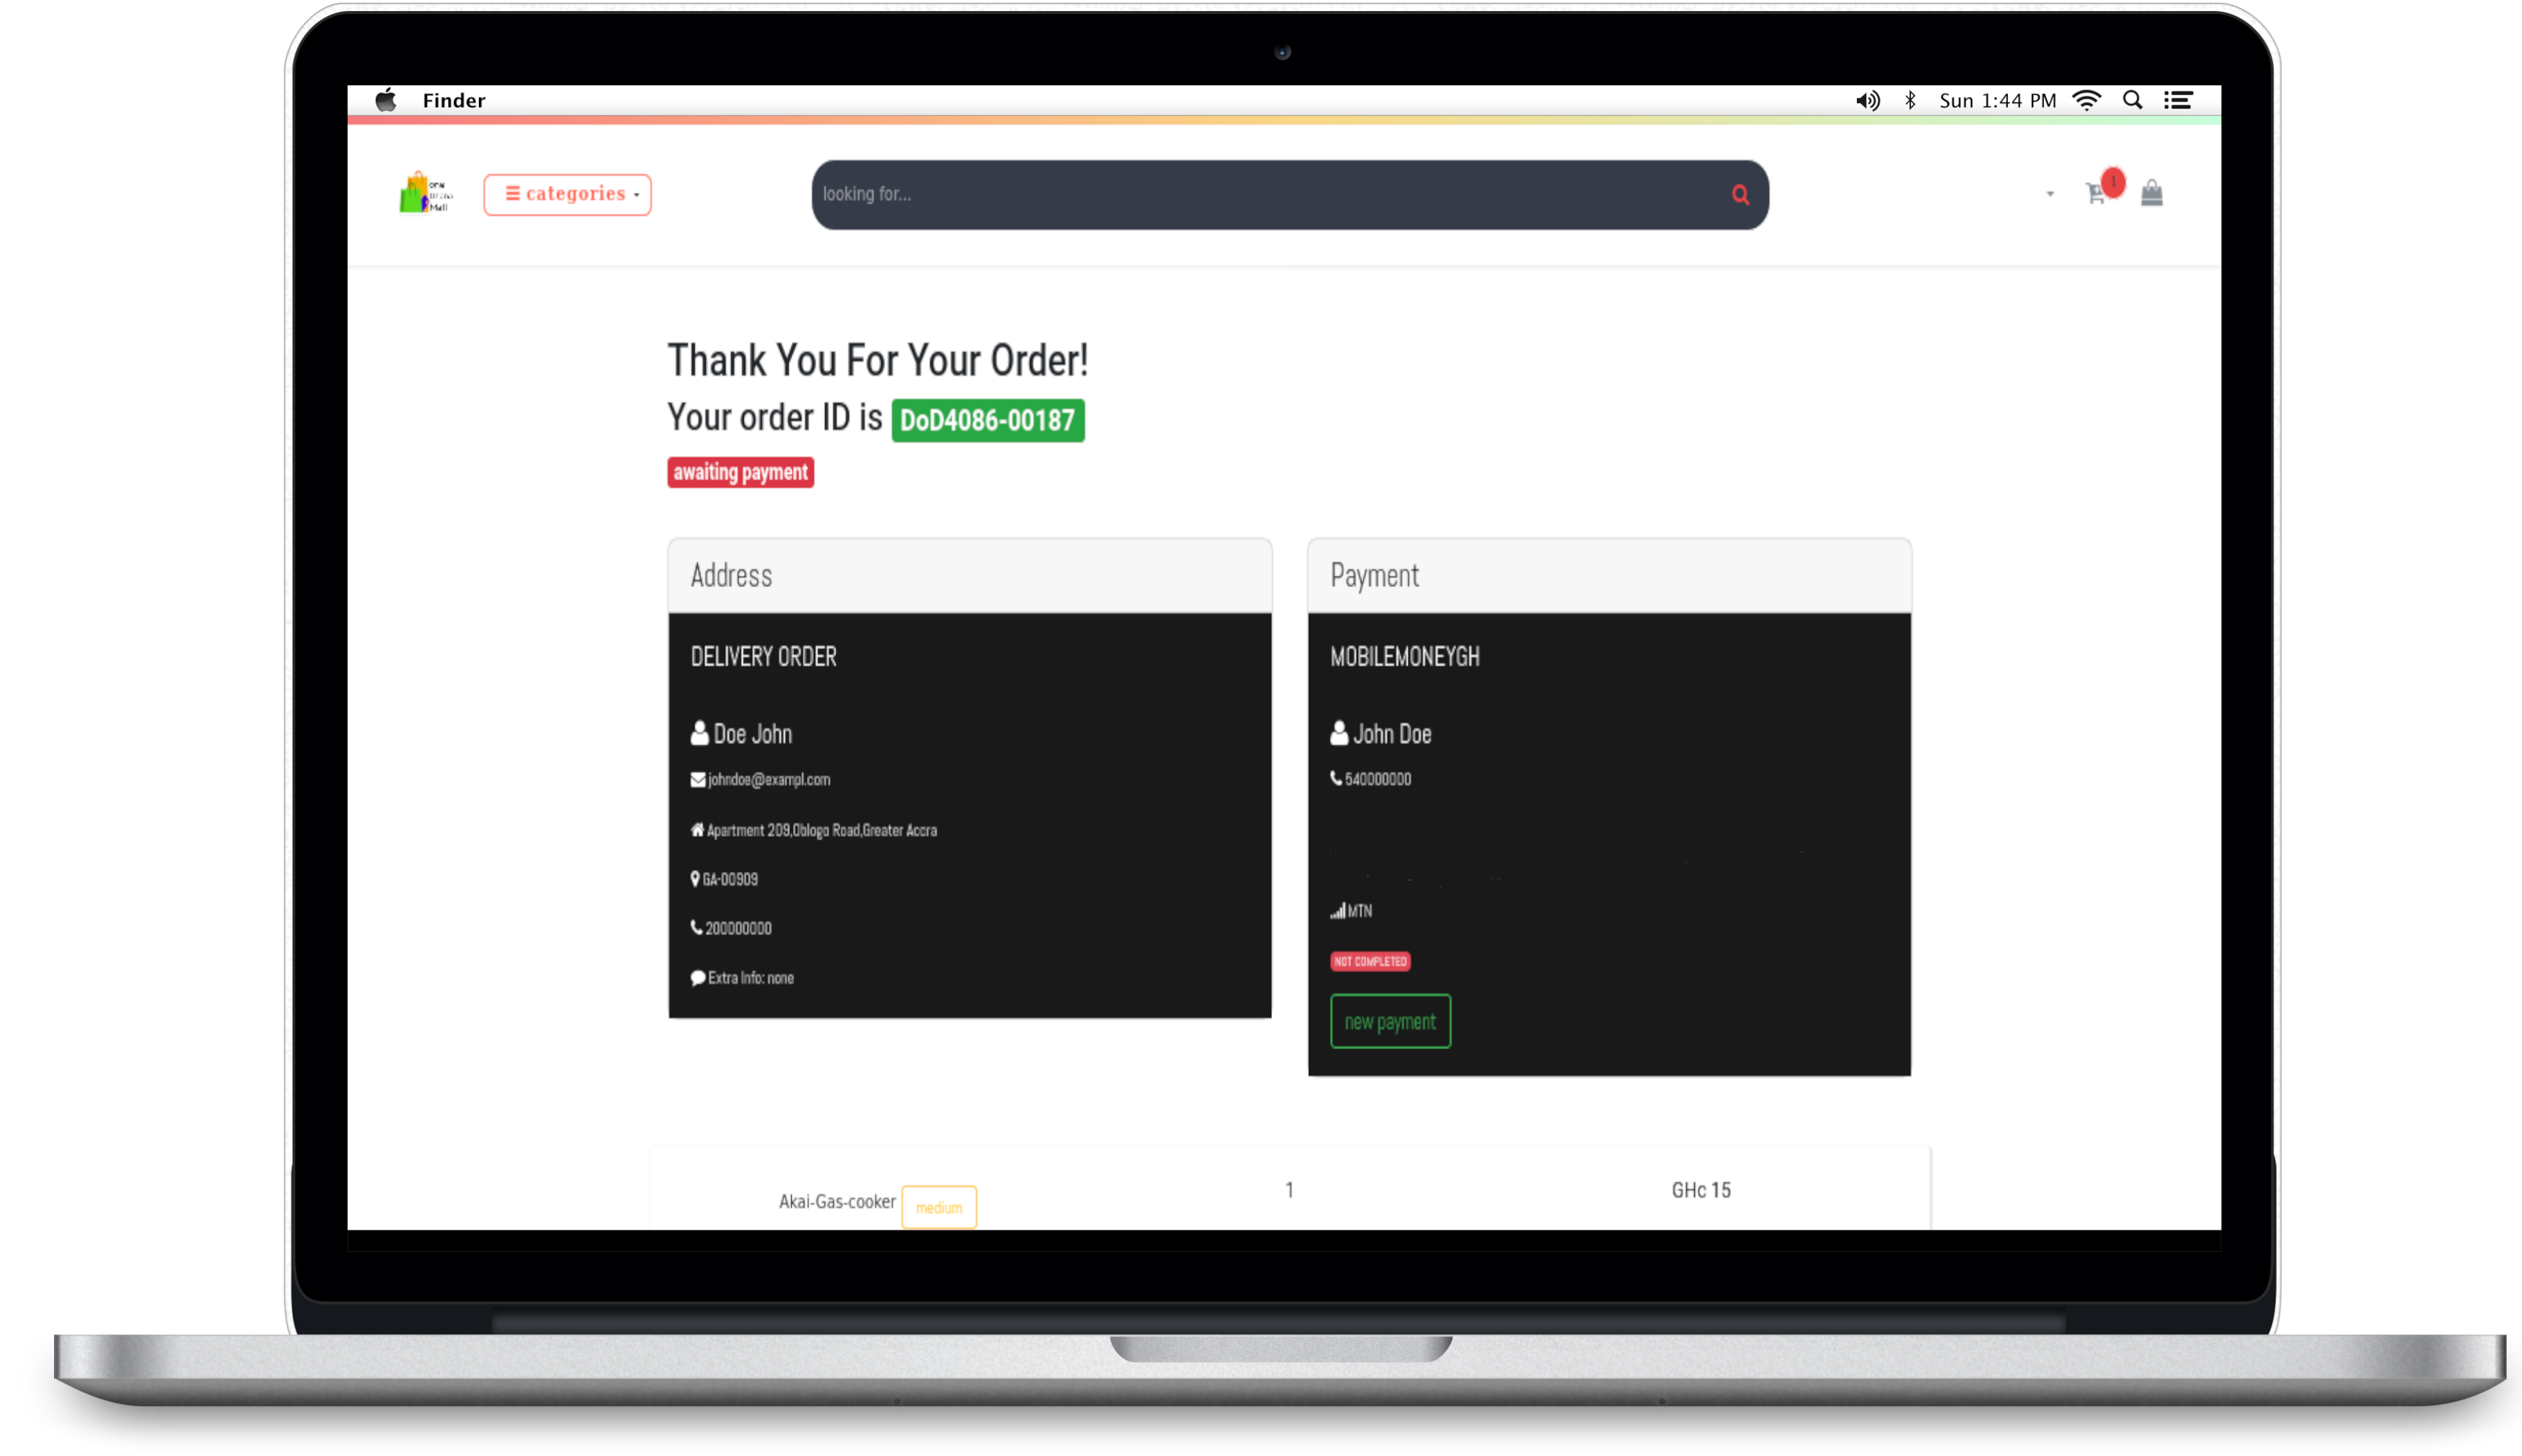 Finder
Sun 1:44 PM
Mall
☰ categories
looking for...
1
Thank You For Your Order!
Your order ID is DoD4086-00187
awaiting payment
Address
DELIVERY ORDER
Doe John
johndoe@exampl.com
Apartment 209,Oblogo Road,Greater Accra
GA-00909
200000000
Extra Info: none
Payment
MOBILEMONEYGH
John Doe
540000000
MTN
NOT COMPLETED
new payment
Akai-Gas-cooker medium 1 GHc 15